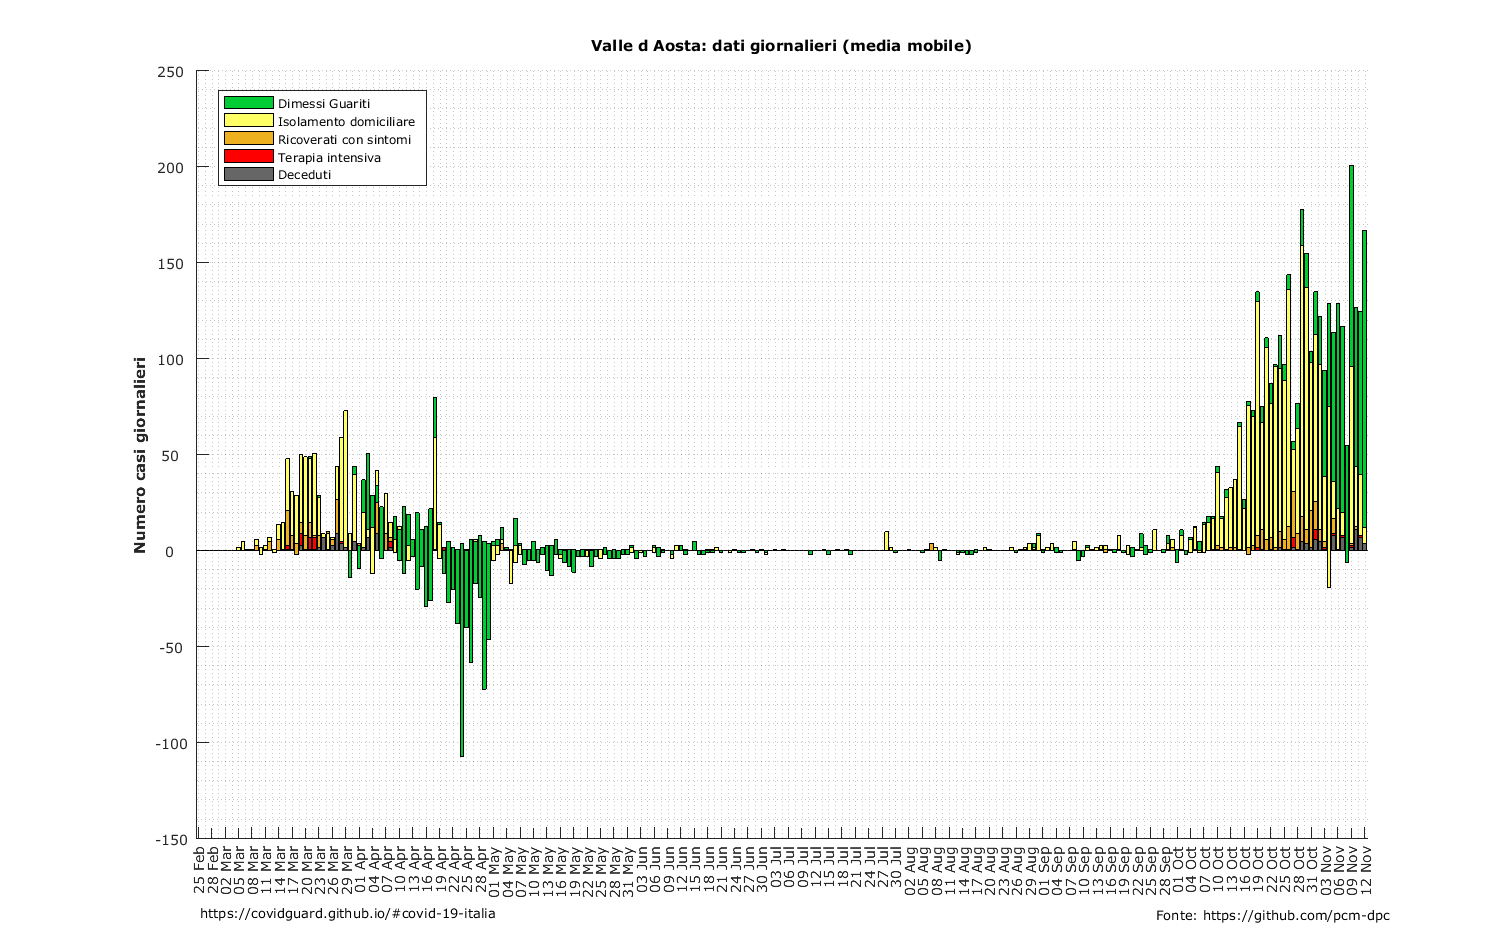 Valle d Aosta: dati giornalieri (media mobile)
250
200
150
100
50
0
-50
-100
-150
Numero casi giornalieri
Dimessi Guariti
Isolamento domiciliare
Ricoverati con sintomi
Terapia intensiva
Deceduti
25 Feb
28 Feb
02 Mar
05 Mar
08 Mar
11 Mar
14 Mar
17 Mar
20 Mar
23 Mar
26 Mar
29 Mar
01 Apr
04 Apr
07 Apr
10 Apr
13 Apr
16 Apr
19 Apr
22 Apr
25 Apr
28 Apr
01 May
04 May
07 May
10 May
13 May
16 May
19 May
22 May
25 May
28 May
31 May
03 Jun
06 Jun
09 Jun
12 Jun
15 Jun
18 Jun
21 Jun
24 Jun
27 Jun
30 Jun
03 Jul
06 Jul
09 Jul
12 Jul
15 Jul
18 Jul
21 Jul
24 Jul
27 Jul
30 Jul
02 Aug
05 Aug
08 Aug
11 Aug
14 Aug
17 Aug
20 Aug
23 Aug
26 Aug
29 Aug
01 Sep
04 Sep
07 Sep
10 Sep
13 Sep
16 Sep
19 Sep
22 Sep
25 Sep
28 Sep
01 Oct
04 Oct
07 Oct
10 Oct
13 Oct
16 Oct
19 Oct
22 Oct
25 Oct
28 Oct
31 Oct
03 Nov
06 Nov
09 Nov
12 Nov
https://covidguard.github.io/#covid-19-italia
Fonte: https://github.com/pcm-dpc